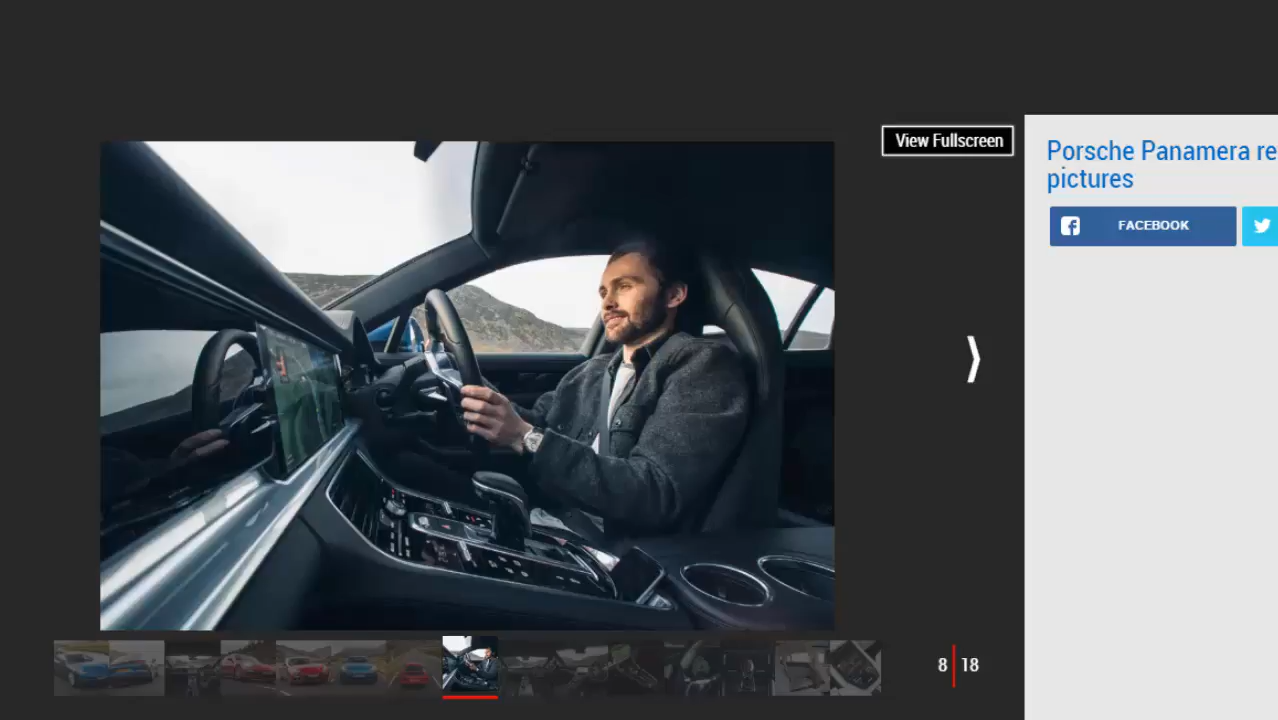 View Fullscreen
Porsche Panamera re
pictures
FACEBOOK
8 18